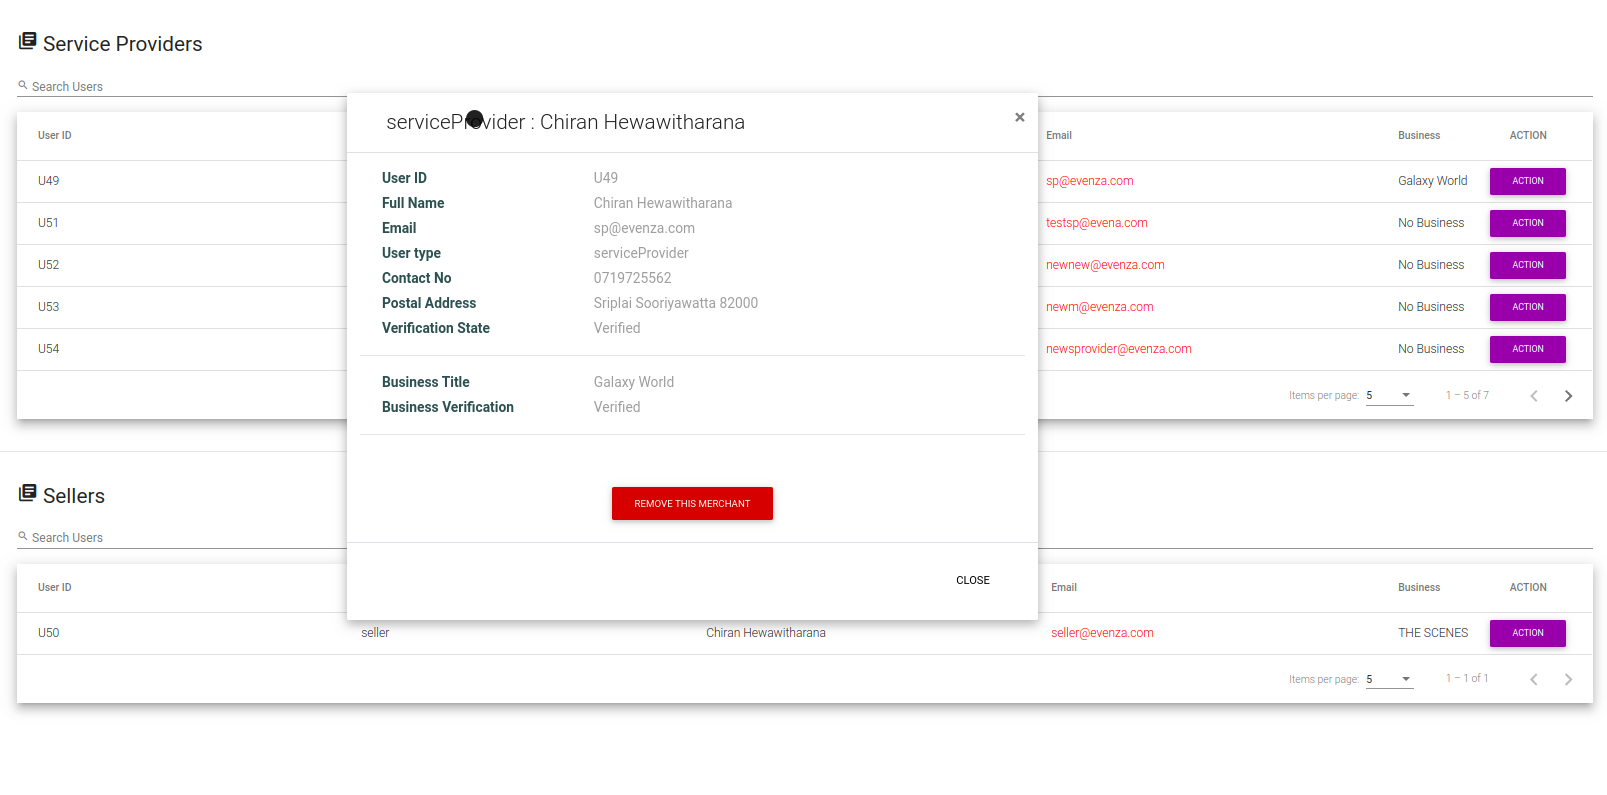 Service Providers
Search Users
User ID Email Business ACTION
U49 sp@evenza.com Galaxy World ACTION
U51 testsp@evena.com No Business ACTION
U52 newnew@evenza.com No Business ACTION
U53 newm@evenza.com No Business ACTION
U54 newsprovider@evenza.com No Business ACTION
Items per page: 5 1 – 5 of 7
serviceProvider : Chiran Hewawitharana ×
User ID U49
Full Name Chiran Hewawitharana
Email sp@evenza.com
User type serviceProvider
Contact No 0719725562
Postal Address Sriplai Sooriyawatta 82000
Verification State Verified
Business Title Galaxy World
Business Verification Verified
REMOVE THIS MERCHANT
CLOSE
Sellers
Search Users
User ID Email Business ACTION
U50 seller Chiran Hewawitharana seller@evenza.com THE SCENES ACTION
Items per page: 5 1 – 1 of 1